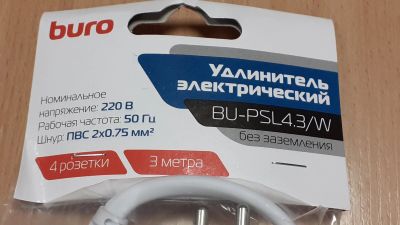 buro
Удлинитель
электрический
BU-PSL4.3/W
без заземления
Номинальное
напряжение: 220 В
Рабочая частота: 50 Гц
Шнур: ПВС 2х0.75 мм²
4 розетки
3 метра